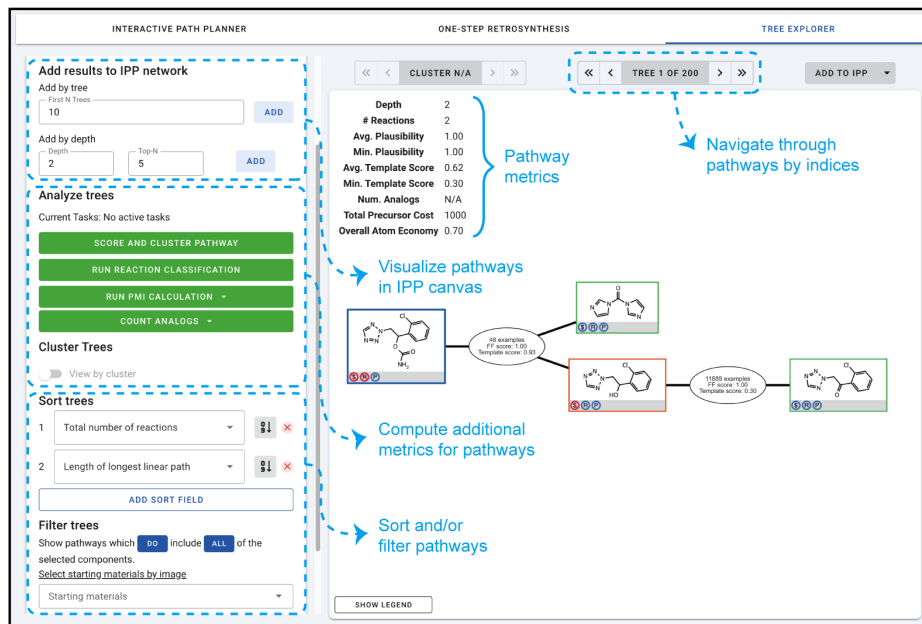 INTERACTIVE PATH PLANNER
ONE-STEP RETROSYNTHESIS
TREE EXPLORER
Add results to IPP network
Add by tree
First N Trees
10
ADD
Add by depth
Depth
2
Top-N
5
ADD
Analyze trees
Current Tasks: No active tasks
SCORE AND CLUSTER PATHWAY
RUN REACTION CLASSIFICATION
RUN PMI CALCULATION
COUNT ANALOGS
Cluster Trees
View by cluster
Sort trees
1 Total number of reactions
2 Length of longest linear path
ADD SORT FIELD
Filter trees
Show pathways which DO include ALL of the
selected components.
Select starting materials by image
Starting materials
CLUSTER N/A
TREE 1 OF 200
ADD TO IPP
Depth 2
# Reactions 2
Avg. Plausibility 1.00
Min. Plausibility 1.00
Avg. Template Score 0.62
Min. Template Score 0.30
Num. Analogs N/A
Total Precursor Cost 1000
Overall Atom Economy 0.70
Pathway
metrics
Navigate through
pathways by indices
Visualize pathways
in IPP canvas
Compute additional
metrics for pathways
Sort and/or
filter pathways
48 examples
FF score: 1.00
Template score: 0.93
11889 examples
FF score: 1.00
Template score: 0.30
SHOW LEGEND